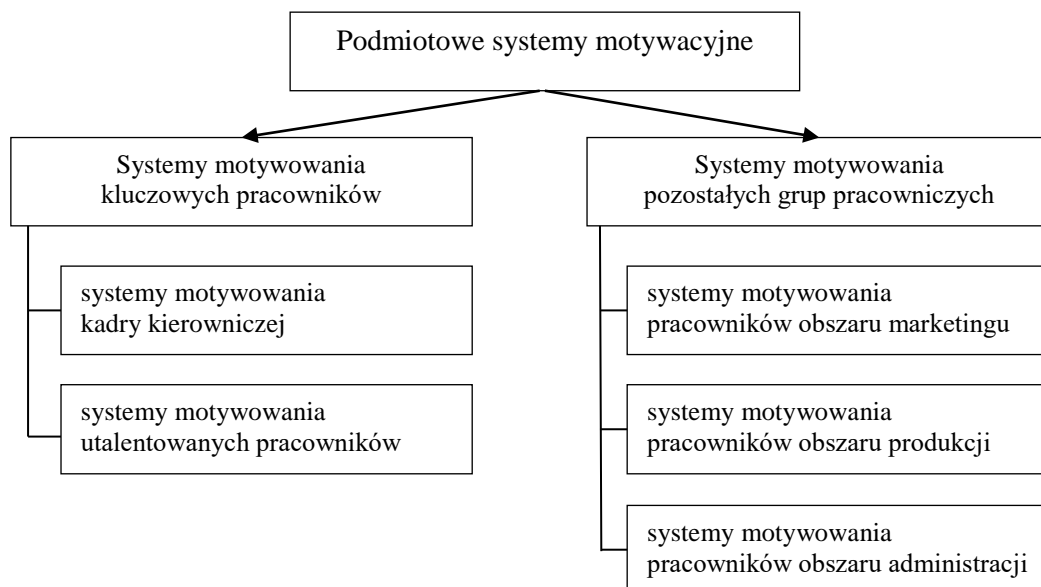 Podmiotowe systemy motywacyjne
Systemy motywowania
kluczowych pracowników
systemy motywowania
kadry kierowniczej
systemy motywowania
utalentowanych pracowników
Systemy motywowania
pozostałych grup pracowniczych
systemy motywowania
pracowników obszaru marketingu
systemy motywowania
pracowników obszaru produkcji
systemy motywowania
pracowników obszaru administracji